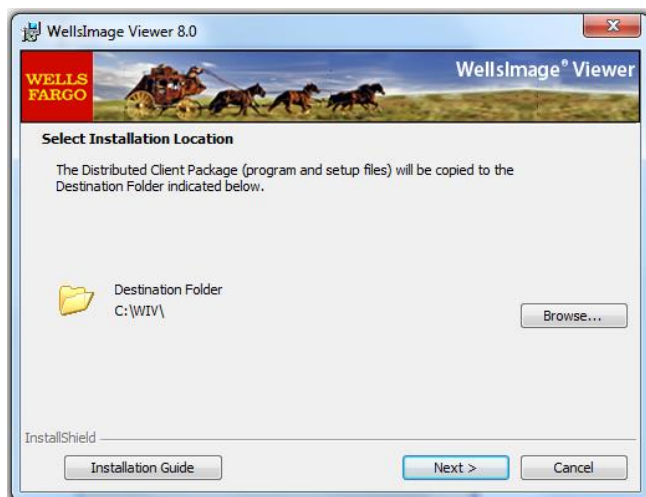 WellsImage Viewer 8.0
WELLS
FARGO
WellsImage® Viewer
Select Installation Location
The Distributed Client Package (program and setup files) will be copied to the
Destination Folder indicated below.
Destination Folder
C:\WIV\
Browse...
InstallShield
Installation Guide
Next >
Cancel